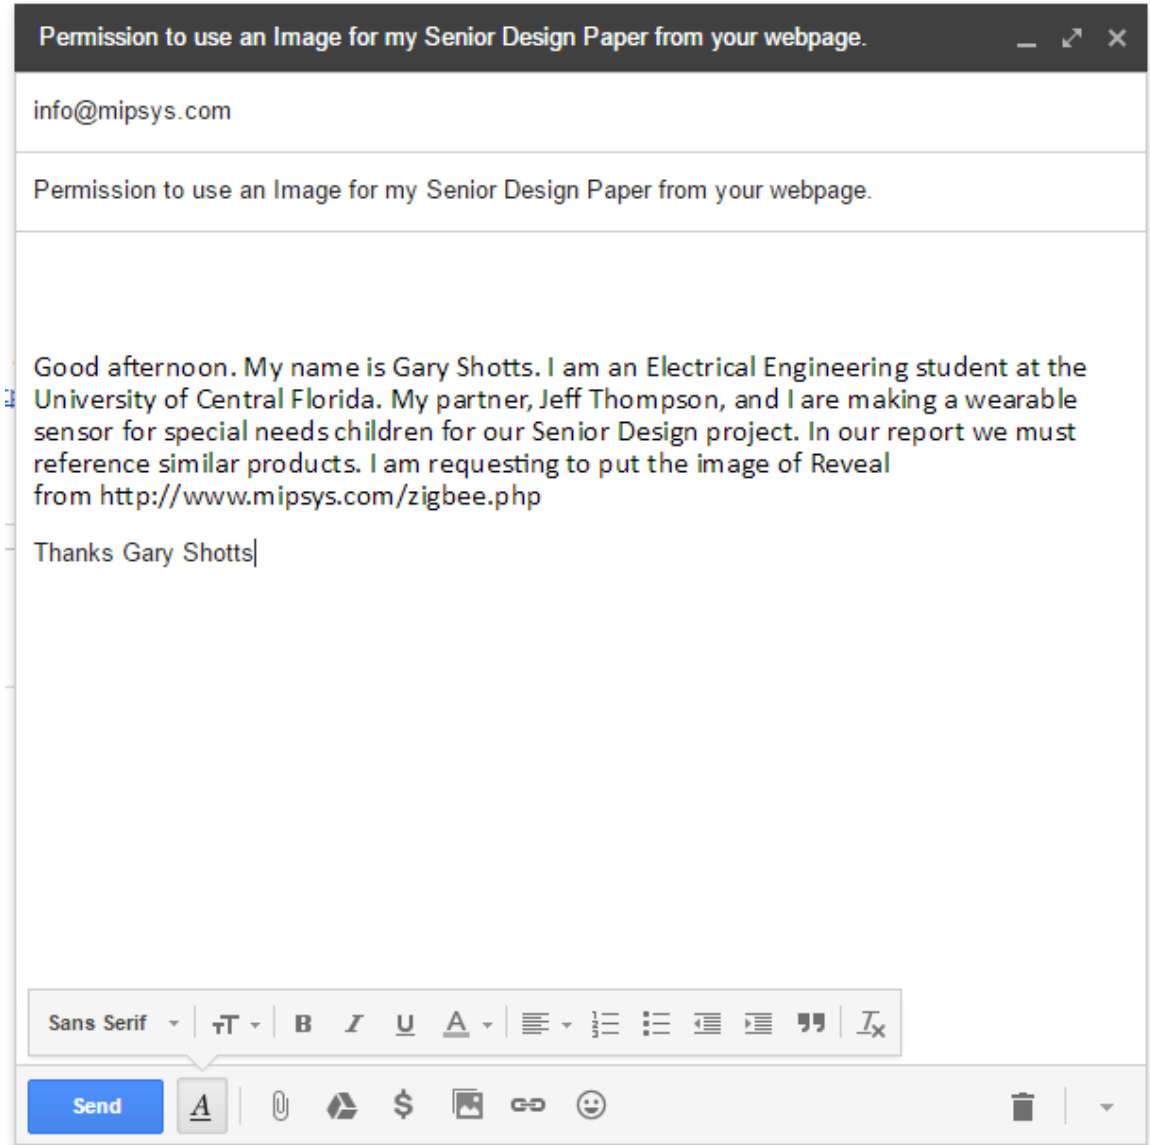 Permission to use an Image for my Senior Design Paper from your webpage.
info@mipsys.com
Permission to use an Image for my Senior Design Paper from your webpage.
Good afternoon. My name is Gary Shotts. I am an Electrical Engineering student at the
University of Central Florida. My partner, Jeff Thompson, and I are making a wearable
sensor for special needs children for our Senior Design project. In our report we must
reference similar products. I am requesting to put the image of Reveal
from http://www.mipsys.com/zigbee.php
Thanks Gary Shotts
Sans Serif
Send